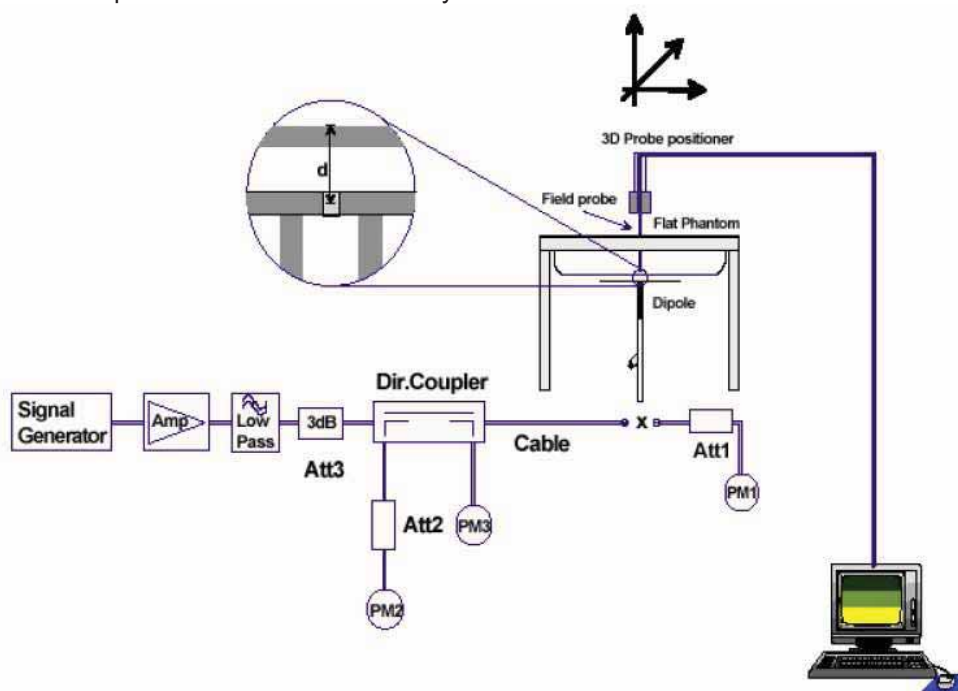 3D Probe positioner
d
Field probe
Flat Phantom
Dipole
Signal
Generator
Amp
Low
Pass
3dB
Att3
Dir.Coupler
Cable
x
Att1
PM1
Att2
PM3
PM2